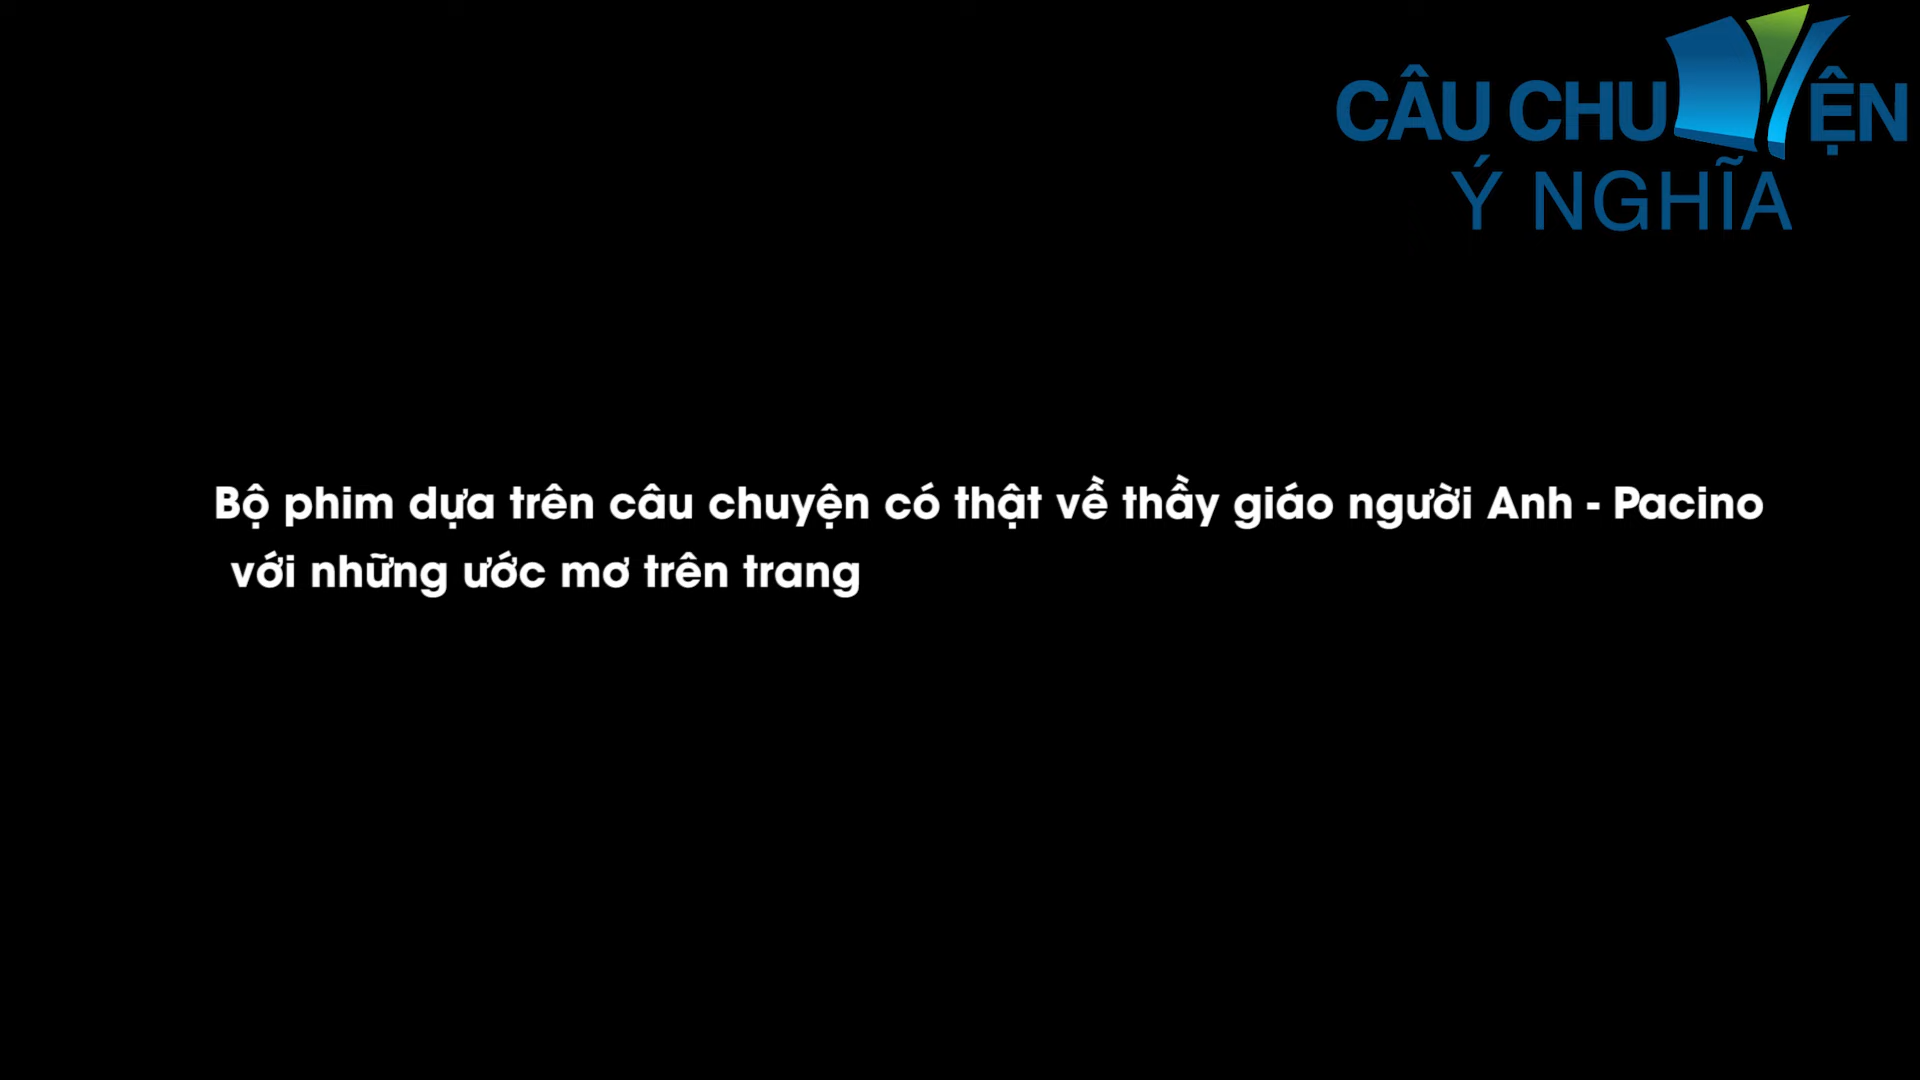 CÂU CHUYỆN
Ý NGHĨA
Bộ phim dựa trên câu chuyện có thật về thầy giáo người Anh - Pacino
với những ước mơ trên trang